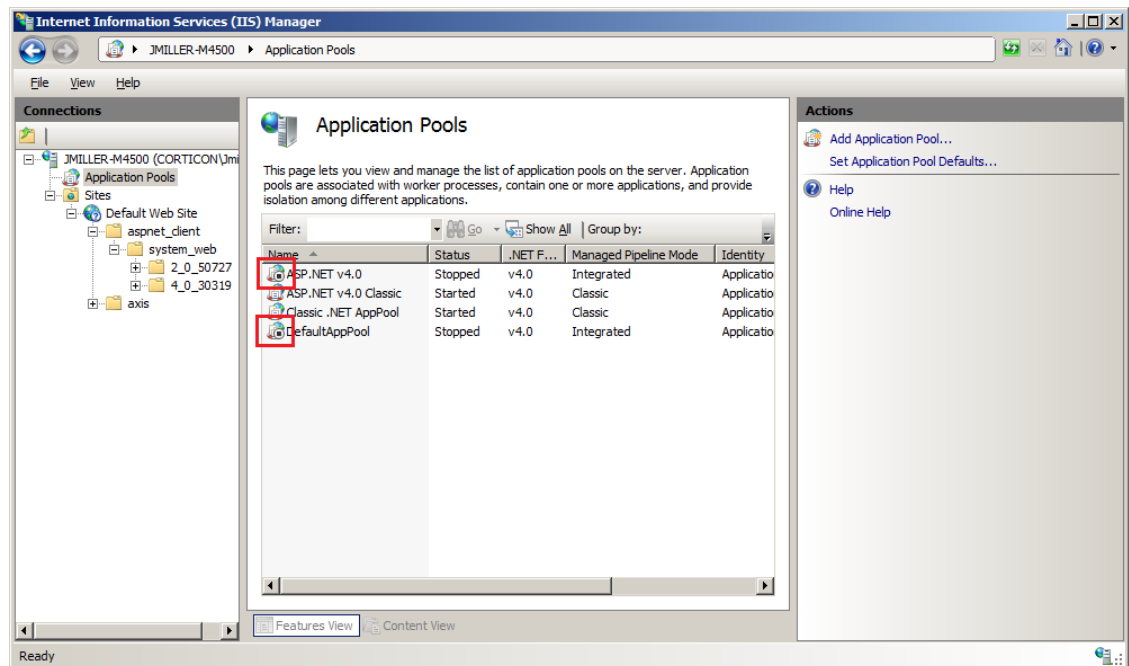 Internet Information Services (IIS) Manager
JMILLER-M4500 Application Pools
File View Help
Connections
JMILLER-M4500 (CORTICON\Jmi
Application Pools
Sites
Default Web Site
aspnet_client
system_web
2_0_50727
4_0_30319
axis
Application Pools
This page lets you view and manage the list of application pools on the server. Application
pools are associated with worker processes, contain one or more applications, and provide
isolation among different applications.
Filter: Go Show All Group by:
Name Status .NET F... Managed Pipeline Mode Identity
ASP.NET v4.0 Stopped v4.0 Integrated Applicatio
ASP.NET v4.0 Classic Started v4.0 Classic Applicatio
Classic .NET AppPool Started v4.0 Classic Applicatio
DefaultAppPool Stopped v4.0 Integrated Applicatio
Features View Content View
Actions
Add Application Pool...
Set Application Pool Defaults...
Help
Online Help
Ready